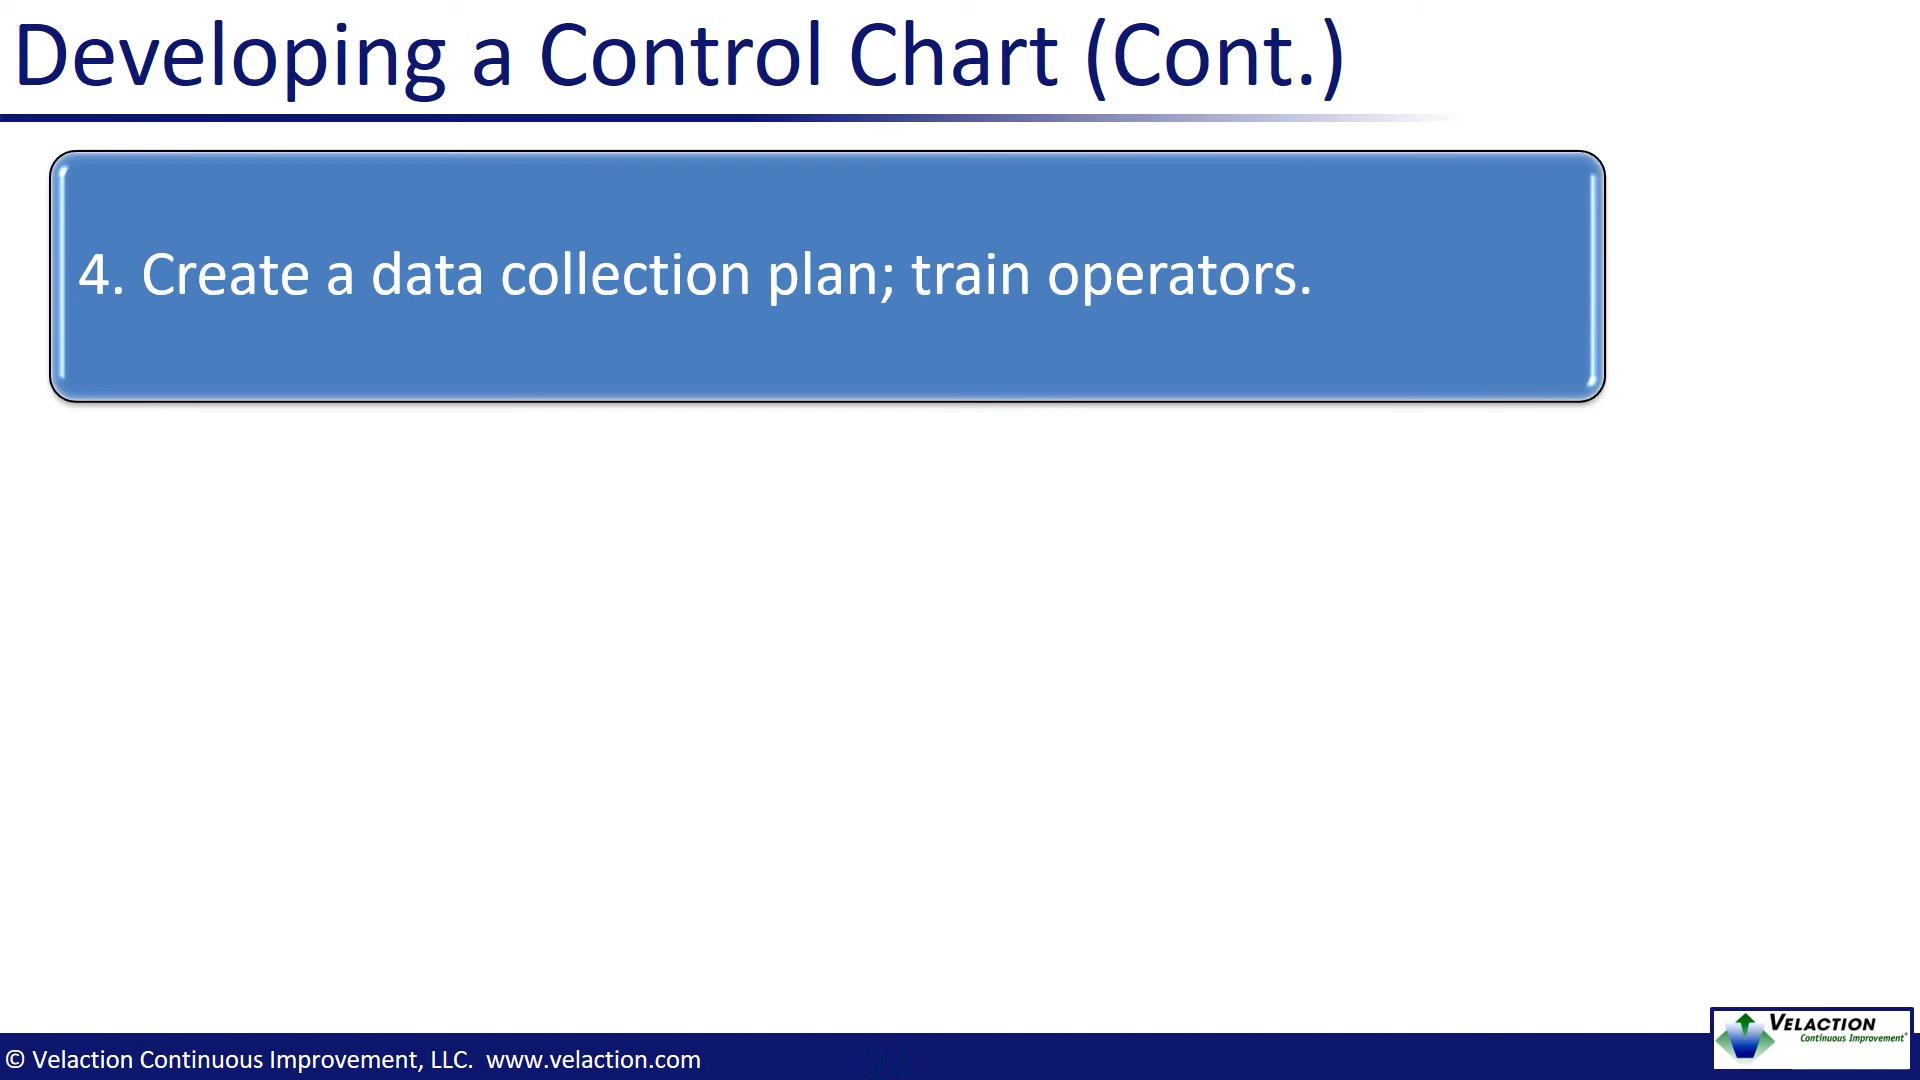 Developing a Control Chart (Cont.)
4. Create a data collection plan; train operators.
© Velaction Continuous Improvement, LLC. www.velaction.com
VELACTION
Continuous Improvement